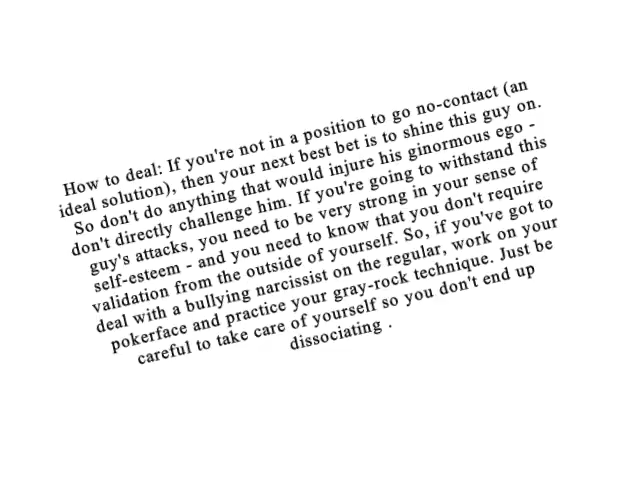 How to deal: If you're not in a position to go no-contact (an
ideal solution), then your next best bet is to shine this guy on.
So don't do anything that would injure his ginormous ego -
don't directly challenge him. If you're going to withstand this
guy's attacks, you need to be very strong in your sense of
self-esteem - and you need to know that you don't require
validation from the outside of yourself. So, if you've got to
deal with a bullying narcissist on the regular, work on your
pokerface and practice your gray-rock technique. Just be
careful to take care of yourself so you don't end up
dissociating .